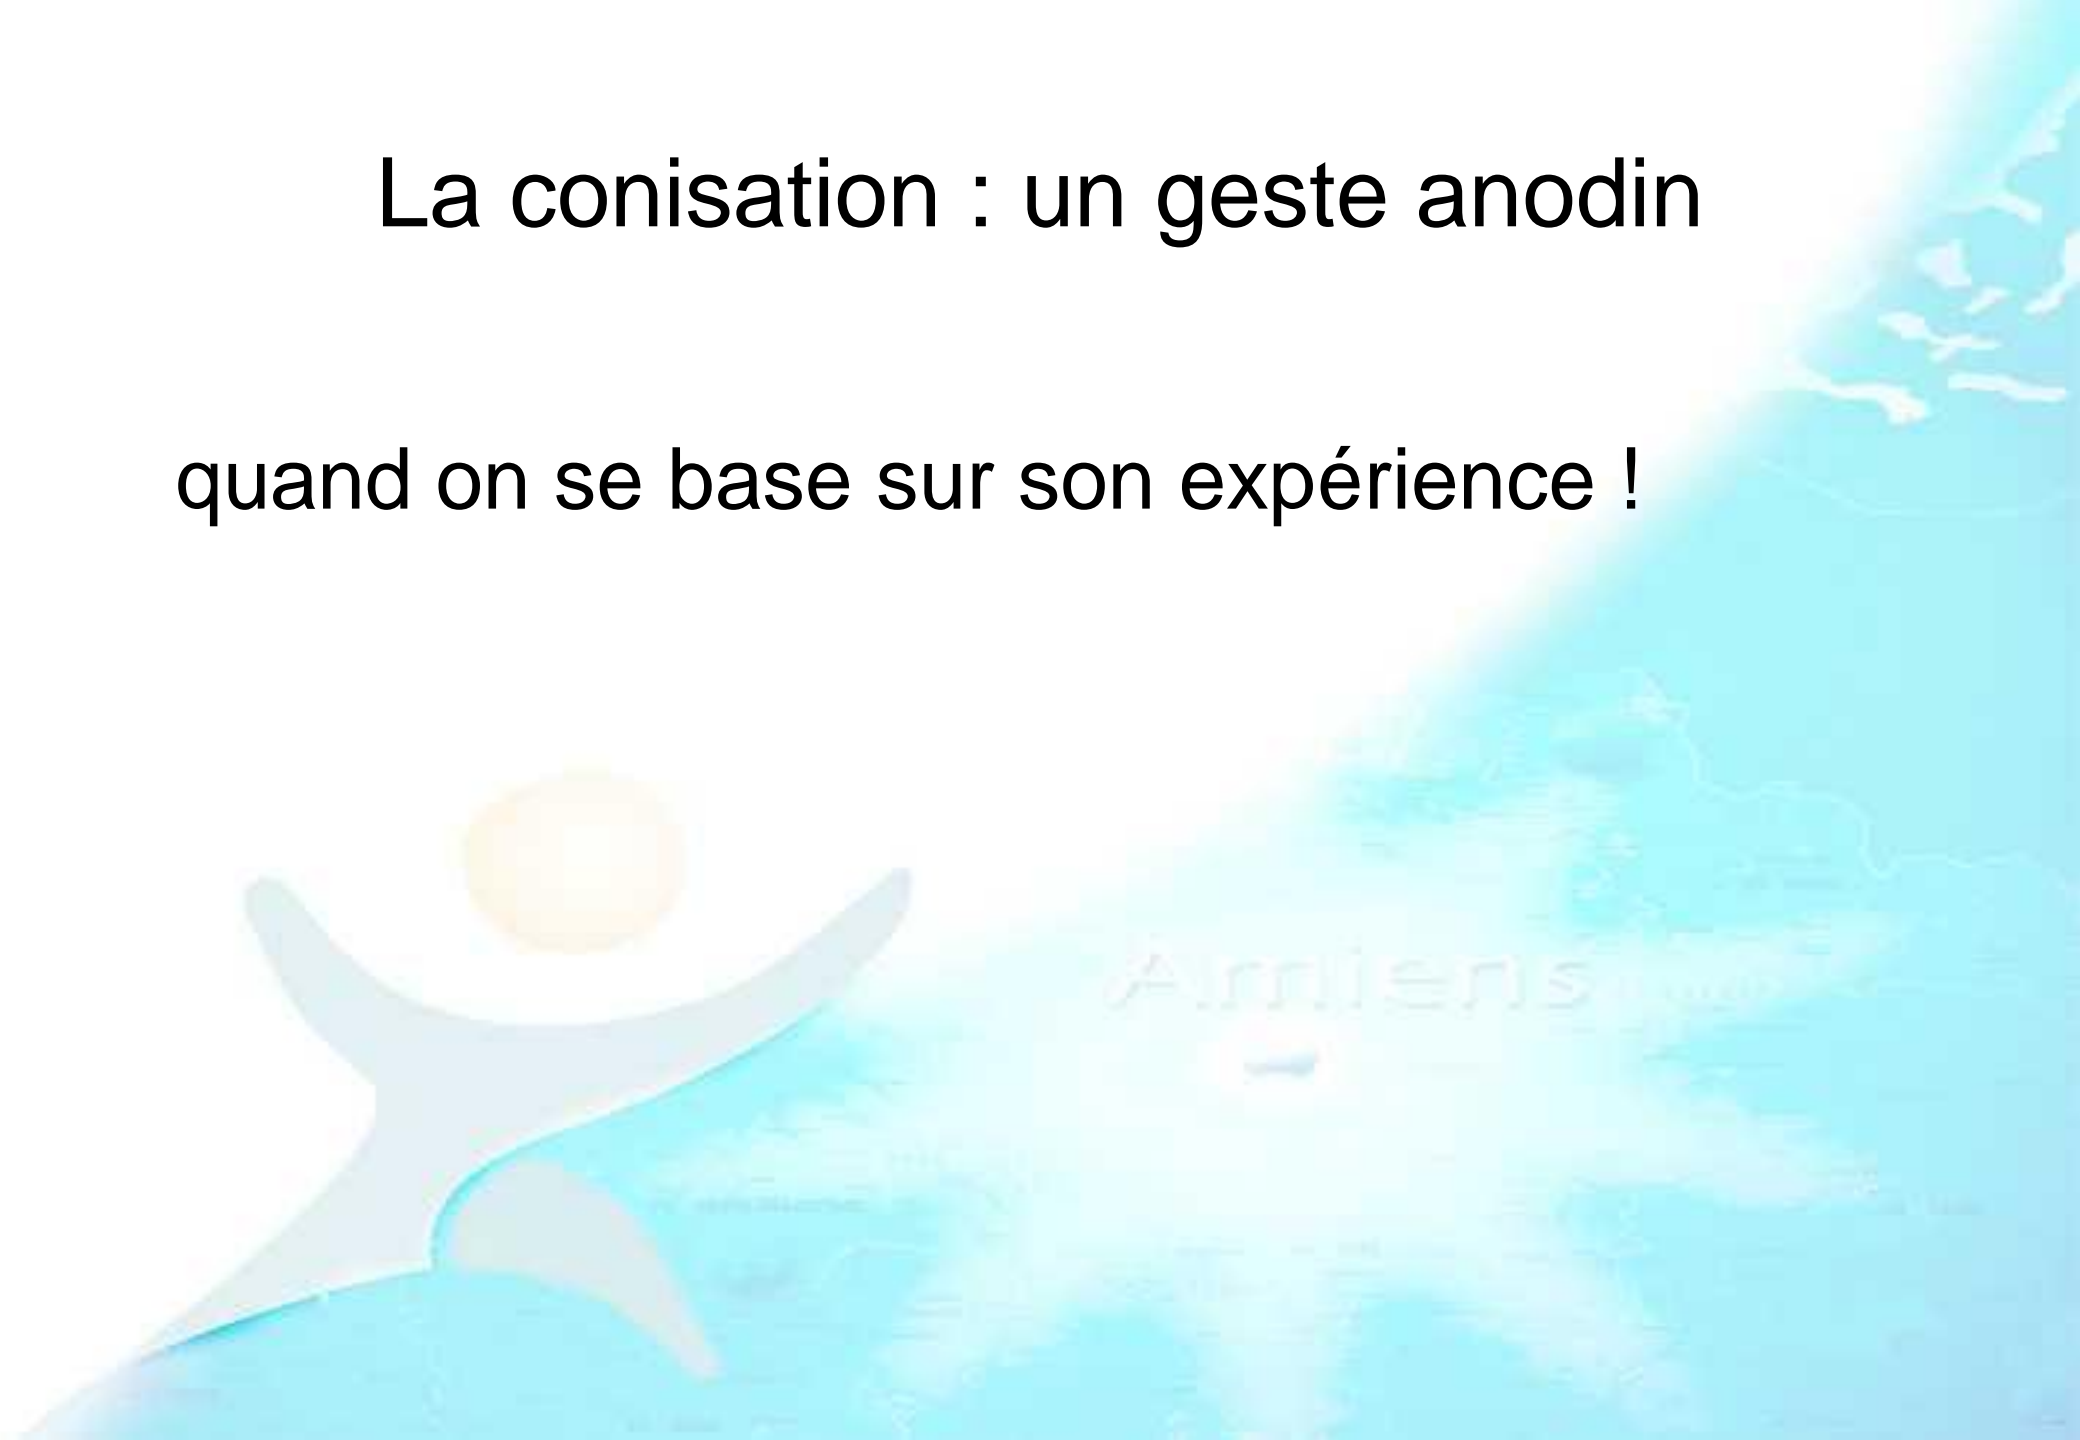 La conisation : un geste anodin
quand on se base sur son expérience !
Amiens